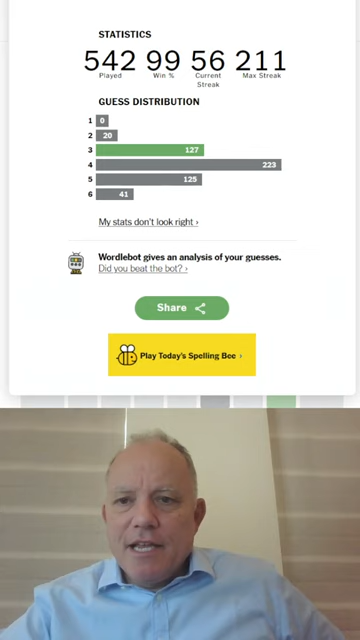 STATISTICS
542 99 56 211
Played Win % Current Streak Max Streak
GUESS DISTRIBUTION
1 0
2 20
3 127
4 223
5 125
6 41
My stats don't look right ›
Wordlebot gives an analysis of your guesses.
Did you beat the bot? ›
Share
Play Today's Spelling Bee ›